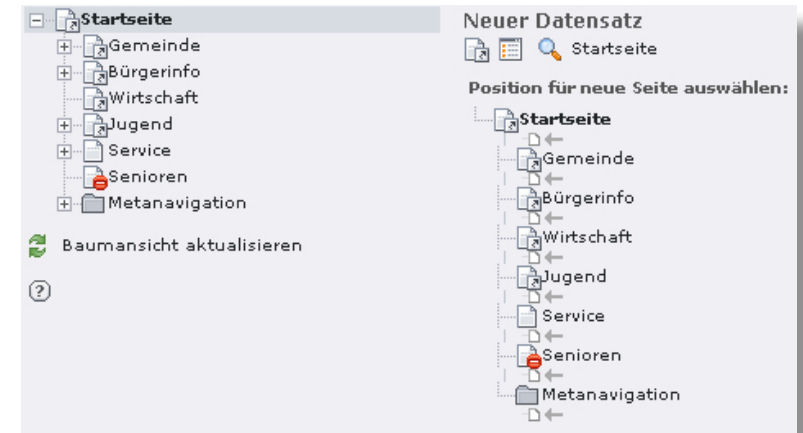 Startseite
Gemeinde
Bürgerinfo
Wirtschaft
Jugend
Service
Senioren
Metanavigation
Baumansicht aktualisieren
?
Neuer Datensatz
Startseite
Position für neue Seite auswählen:
Startseite
Gemeinde
Bürgerinfo
Wirtschaft
Jugend
Service
Senioren
Metanavigation